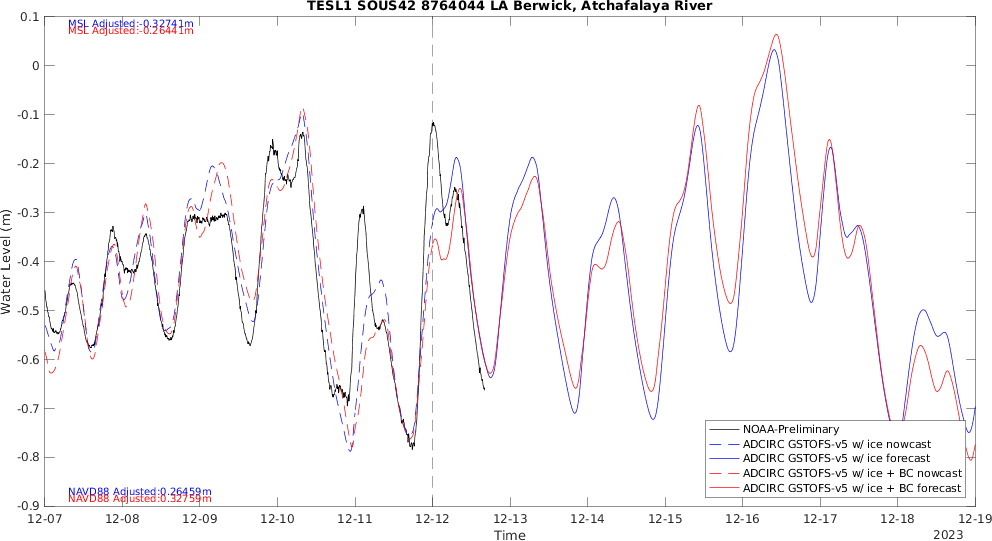 TESL1 SOUS42 8764044 LA Berwick, Atchafalaya River
MSL Adjusted:-0.32741m
MSL Adjusted:-0.26441m
0.1
0
-0.1
-0.2
-0.3
-0.4
-0.5
-0.6
-0.7
-0.8
-0.9
Water Level (m)
NOAA-Preliminary
ADCIRC GSTOFS-v5 w/ ice nowcast
ADCIRC GSTOFS-v5 w/ ice forecast
ADCIRC GSTOFS-v5 w/ ice + BC nowcast
ADCIRC GSTOFS-v5 w/ ice + BC forecast
NAVD88 Adjusted:0.26459m
NAVD88 Adjusted:0.32759m
12-07 12-08 12-09 12-10 12-11 12-12 12-13 12-14 12-15 12-16 12-17 12-18 12-19
Time
2023